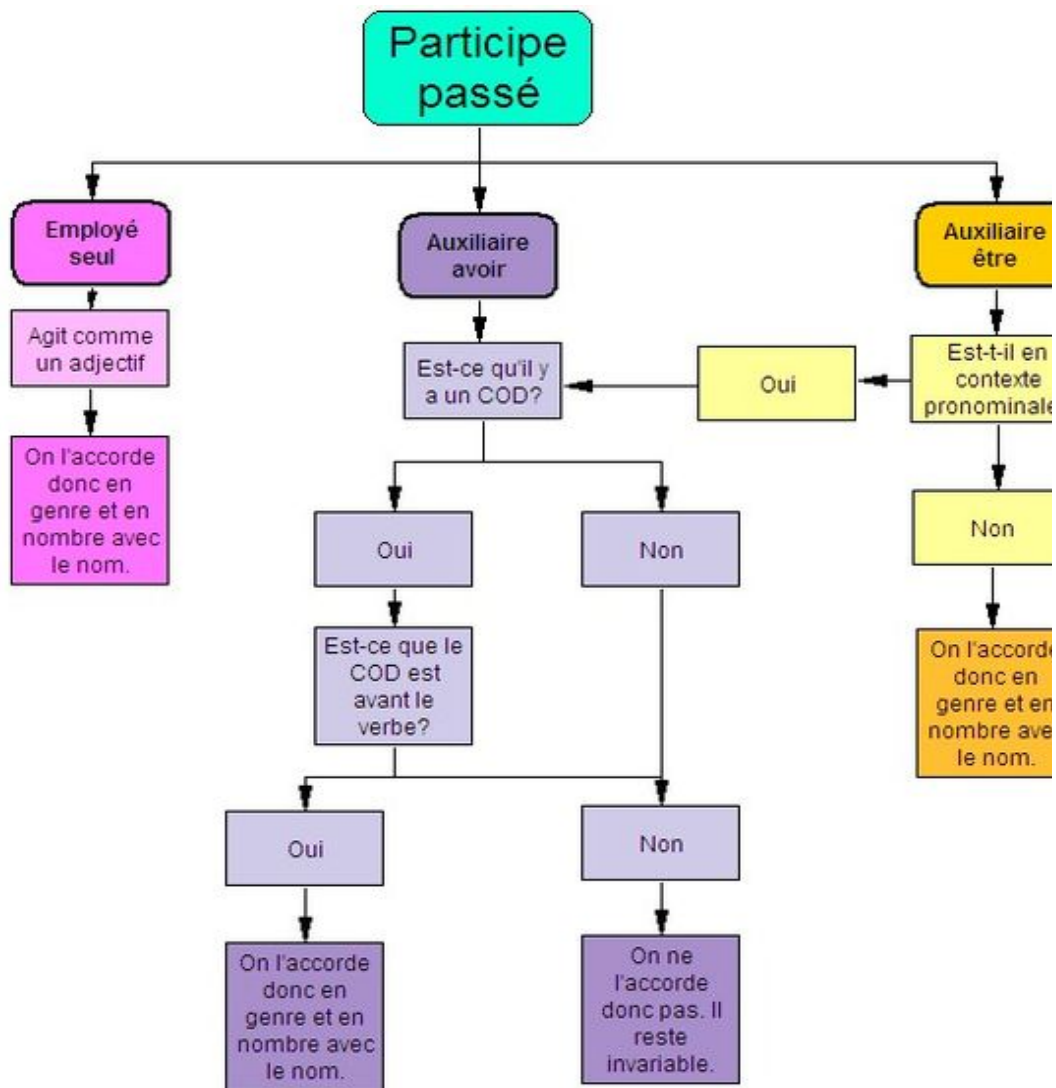 Participe
passé
Employé
seul
Auxiliaire
avoir
Auxiliaire
être
Agit comme
un adjectif
Est-ce qu'il y
a un COD?
Oui
Est-t-il en
contexte
pronominale
On l'accorde
donc en
genre et en
nombre avec
le nom.
Oui
Non
Non
Est-ce que le
COD est
avant le
verbe?
On l'accorde
donc en
genre et en
nombre ave
le nom.
Oui
Non
On l'accorde
donc en
genre et en
nombre avec
le nom.
On ne
l'accorde
donc pas. Il
reste
invariable.